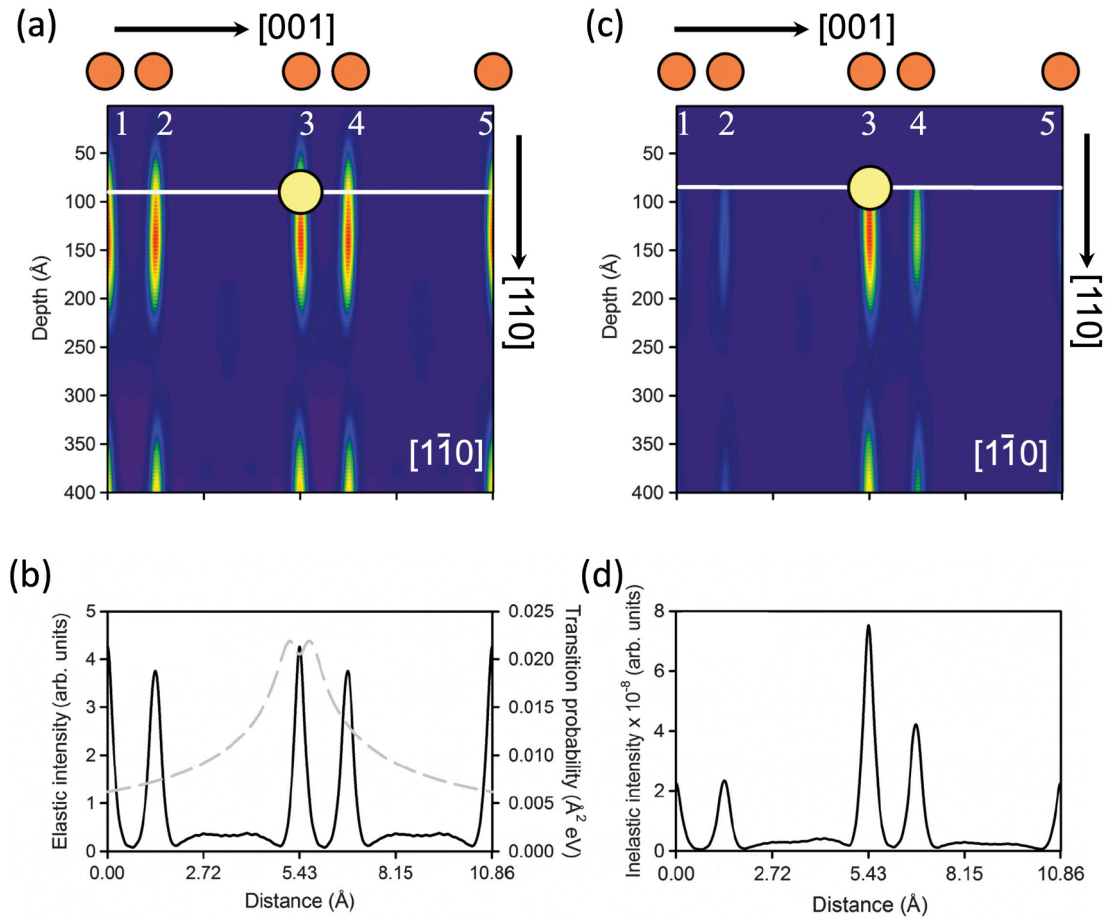 (a)
[001]
1 2 3 4 5
50
100
150
200
250
300
350
400
Depth (Å)
[1̄10]
[110]
(c)
[001]
1 2 3 4 5
50
100
150
200
250
300
350
400
Depth (Å)
[11̄0]
[110]
(b)
5
4
3
2
1
0
Elastic intensity (arb. units)
0.025
0.020
0.015
0.010
0.005
0.000
Transition probability (Å² eV)
0.00 2.72 5.43 8.15 10.86
Distance (Å)
(d)
8
6
4
2
0
Inelastic intensity x 10⁻⁸ (arb. units)
0.00 2.72 5.43 8.15 10.86
Distance (Å)